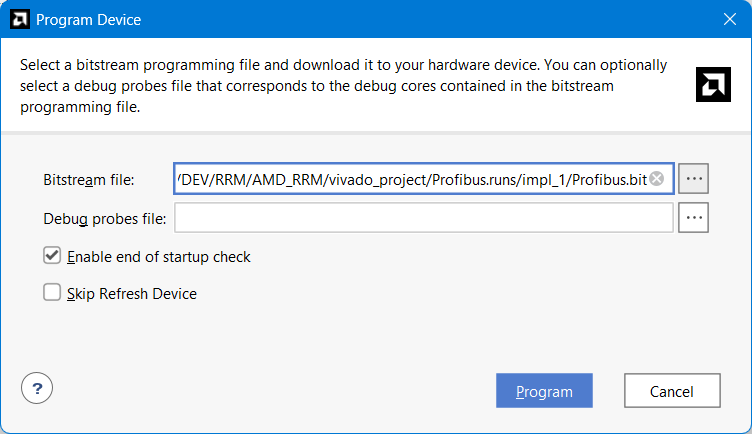 Program Device
Select a bitstream programming file and download it to your hardware device. You can optionally
select a debug probes file that corresponds to the debug cores contained in the bitstream
programming file.
Bitstream file: /DEV/RRM/AMD_RRM/vivado_project/Profibus.runs/impl_1/Profibus.bit ...
Debug probes file: ...
Enable end of startup check
Skip Refresh Device
? Program Cancel